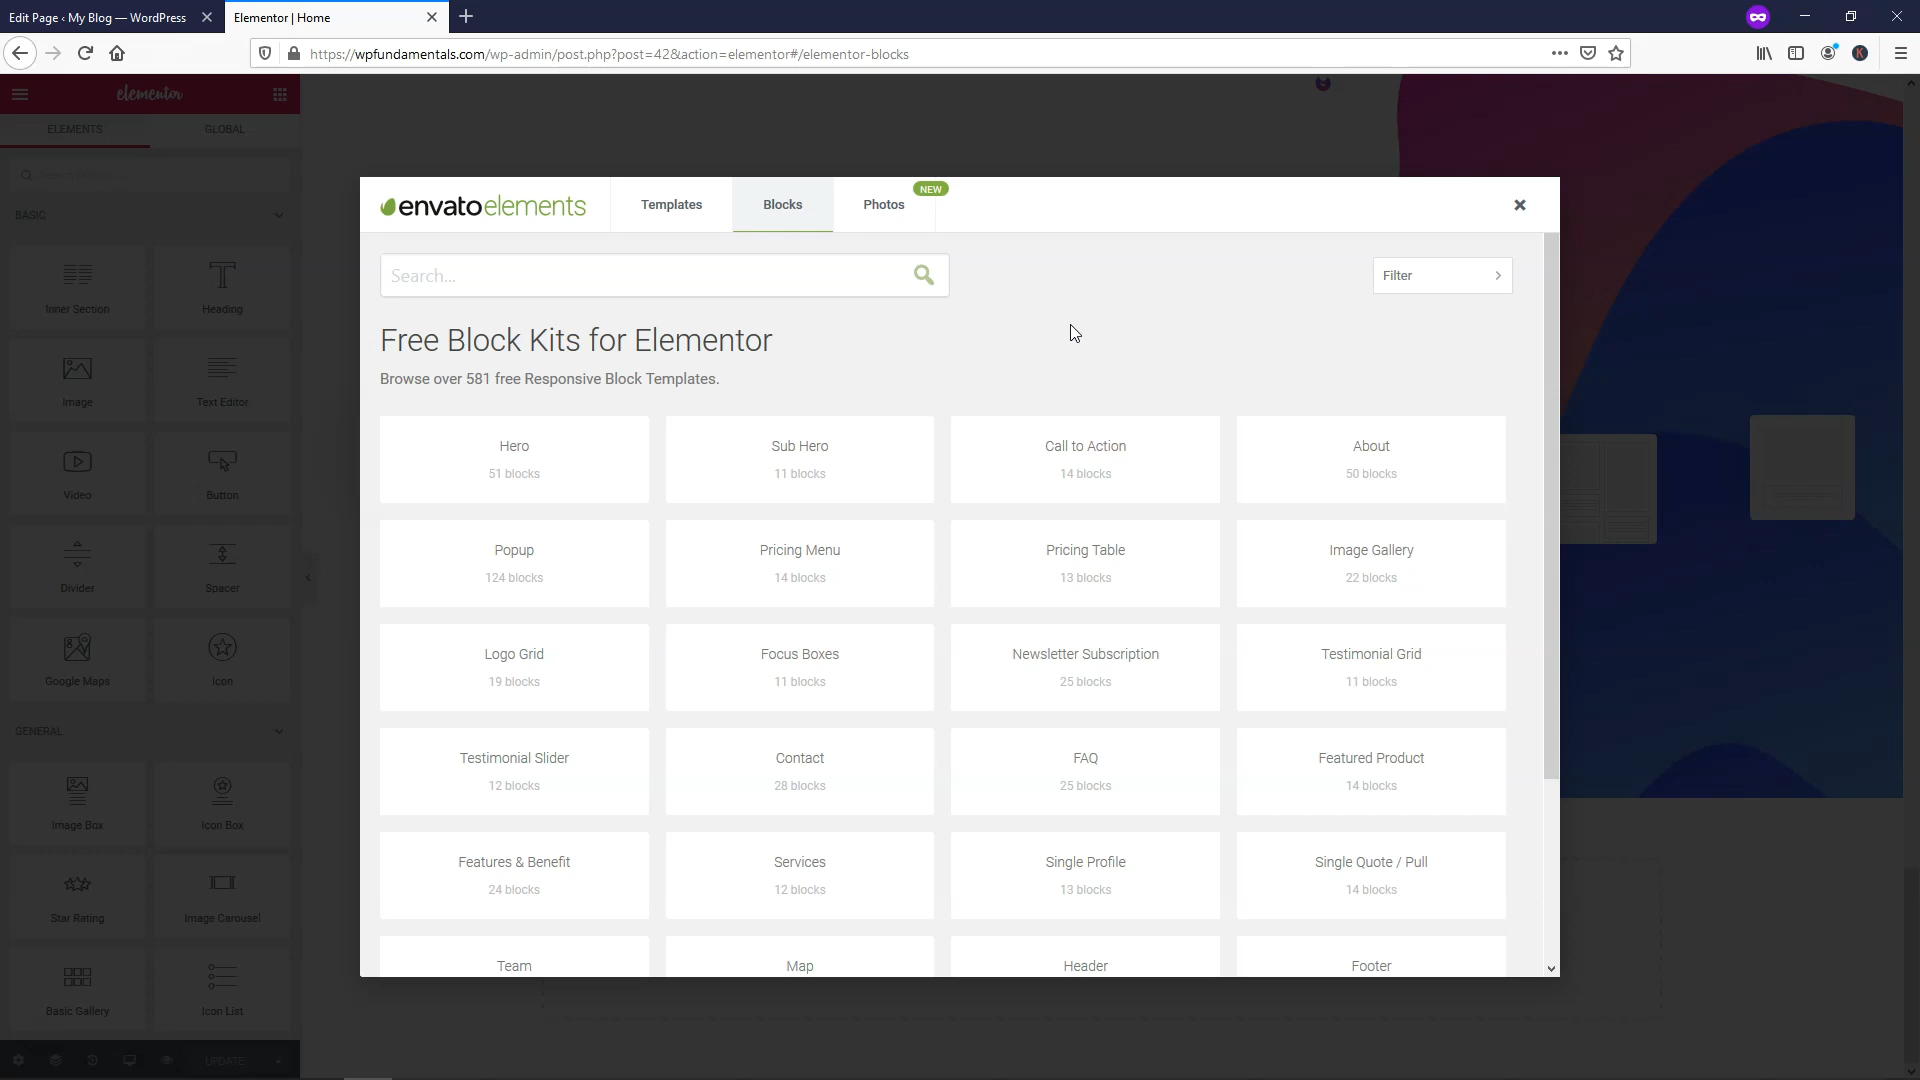 Edit Page ‹ My Blog — WordPress
Elementor | Home
https://wpfundamentals.com/wp-admin/post.php?post=42&action=elementor#/elementor-blocks
elementor
ELEMENTS
GLOBAL
BASIC
Inner Section
Heading
Image
Text Editor
Video
Button
Divider
Spacer
Google Maps
Icon
GENERAL
Image Box
Icon Box
Star Rating
Image Carousel
Basic Gallery
Icon List
UPDATE
envatoelements
Templates
Blocks
Photos
NEW
Search...
Filter
Free Block Kits for Elementor
Browse over 581 free Responsive Block Templates.
Hero
51 blocks
Sub Hero
11 blocks
Call to Action
14 blocks
About
50 blocks
Popup
124 blocks
Pricing Menu
14 blocks
Pricing Table
13 blocks
Image Gallery
22 blocks
Logo Grid
19 blocks
Focus Boxes
11 blocks
Newsletter Subscription
25 blocks
Testimonial Grid
11 blocks
Testimonial Slider
12 blocks
Contact
28 blocks
FAQ
25 blocks
Featured Product
14 blocks
Features & Benefit
24 blocks
Services
12 blocks
Single Profile
13 blocks
Single Quote / Pull
14 blocks
Team
Map
Header
Footer